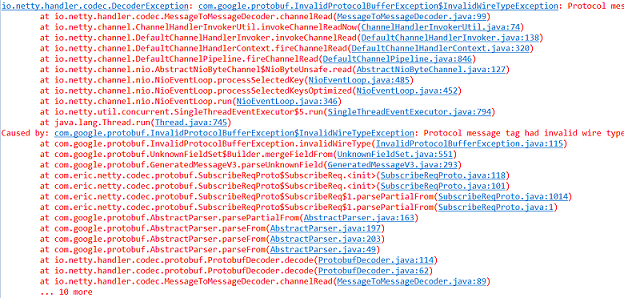 io.netty.handler.codec.DecoderException: com.google.protobuf.InvalidProtocolBufferException$InvalidWireTypeException: Protocol mes
at io.netty.handler.codec.MessageToMessageDecoder.channelRead(MessageToMessageDecoder.java:99)
at io.netty.channel.ChannelHandlerInvokerUtil.invokeChannelReadNow(ChannelHandlerInvokerUtil.java:74)
at io.netty.channel.DefaultChannelHandlerInvoker.invokeChannelRead(DefaultChannelHandlerInvoker.java:138)
at io.netty.channel.DefaultChannelHandlerContext.fireChannelRead(DefaultChannelHandlerContext.java:320)
at io.netty.channel.DefaultChannelPipeline.fireChannelRead(DefaultChannelPipeline.java:846)
at io.netty.channel.nio.AbstractNioByteChannel$NioByteUnsafe.read(AbstractNioByteChannel.java:127)
at io.netty.channel.nio.NioEventLoop.processSelectedKey(NioEventLoop.java:485)
at io.netty.channel.nio.NioEventLoop.processSelectedKeysOptimized(NioEventLoop.java:452)
at io.netty.channel.nio.NioEventLoop.run(NioEventLoop.java:346)
at io.netty.util.concurrent.SingleThreadEventExecutor$5.run(SingleThreadEventExecutor.java:794)
at java.lang.Thread.run(Thread.java:745)
Caused by: com.google.protobuf.InvalidProtocolBufferException$InvalidWireTypeException: Protocol message tag had invalid wire type
at com.google.protobuf.InvalidProtocolBufferException.invalidWireType(InvalidProtocolBufferException.java:115)
at com.google.protobuf.UnknownFieldSet$Builder.mergeFieldFrom(UnknownFieldSet.java:551)
at com.google.protobuf.GeneratedMessageV3.parseUnknownField(GeneratedMessageV3.java:293)
at com.eric.netty.codec.protobuf.SubscribeReqProto$SubscribeReq.<init>(SubscribeReqProto.java:118)
at com.eric.netty.codec.protobuf.SubscribeReqProto$SubscribeReq.<init>(SubscribeReqProto.java:101)
at com.eric.netty.codec.protobuf.SubscribeReqProto$SubscribeReq$1.parsePartialFrom(SubscribeReqProto.java:1014)
at com.eric.netty.codec.protobuf.SubscribeReqProto$SubscribeReq$1.parsePartialFrom(SubscribeReqProto.java:1)
at com.google.protobuf.AbstractParser.parsePartialFrom(AbstractParser.java:163)
at com.google.protobuf.AbstractParser.parseFrom(AbstractParser.java:197)
at com.google.protobuf.AbstractParser.parseFrom(AbstractParser.java:203)
at com.google.protobuf.AbstractParser.parseFrom(AbstractParser.java:49)
at io.netty.handler.codec.protobuf.ProtobufDecoder.decode(ProtobufDecoder.java:114)
at io.netty.handler.codec.protobuf.ProtobufDecoder.decode(ProtobufDecoder.java:62)
at io.netty.handler.codec.MessageToMessageDecoder.channelRead(MessageToMessageDecoder.java:89)
... 10 more